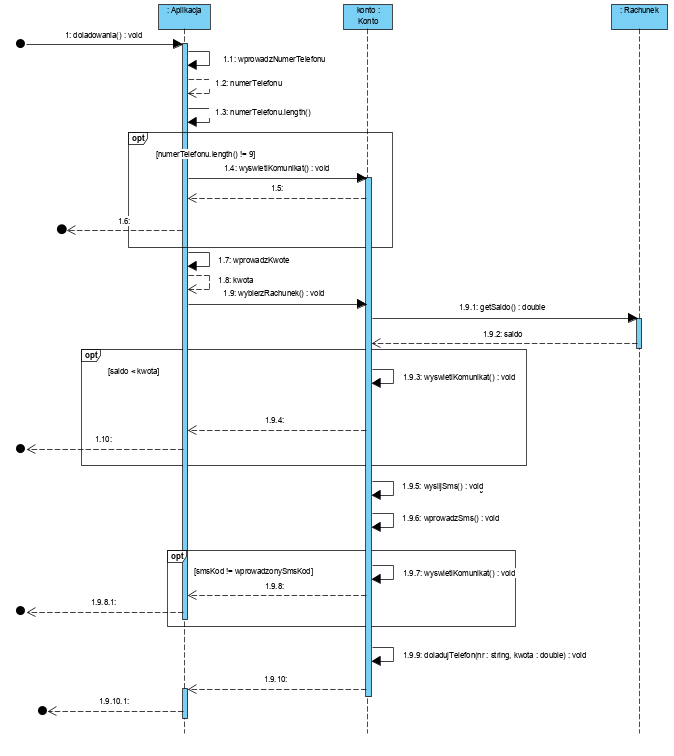 : Aplikacja
konto :
Konto
: Rachunek
1: doladowania() : void
1.1: wprowadzNumerTelefonu
1.2: numerTelefonu
1.3: numerTelefonu.length()
opt
[numerTelefonu.length() != 9]
1.4: wyswietlKomunikat() : void
1.5:
1.6:
1.7: wprowadzKwote
1.8: kwota
1.9: wybierzRachunek() : void
1.9.1: getSaldo() : double
1.9.2: saldo
opt
[saldo < kwota]
1.9.3: wyswietlKomunikat() : void
1.9.4:
1.10:
1.9.5: wyslijSms() : void
1.9.6: wprowadzSms() : void
opt
[smsKod != wprowadzonySmsKod]
1.9.7: wyswietlKomunikat() : void
1.9.8:
1.9.8.1:
1.9.9: doladujTelefon(nr : string, kwota : double) : void
1.9.10:
1.9.10.1: